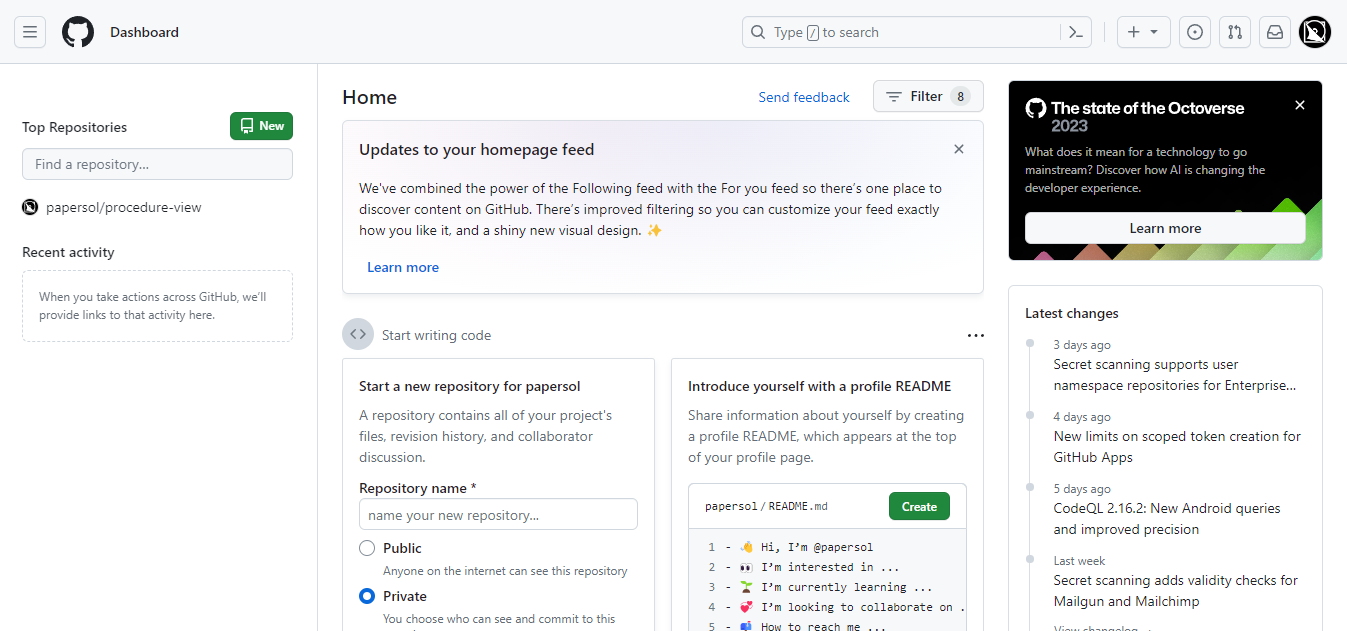 Dashboard
Type / to search
Top Repositories
New
Find a repository...
papersol/procedure-view
Recent activity
When you take actions across GitHub, we'll
provide links to that activity here.
Home
Send feedback
Filter 8
Updates to your homepage feed
We've combined the power of the Following feed with the For you feed so there's one place to
discover content on GitHub. There's improved filtering so you can customize your feed exactly
how you like it, and a shiny new visual design. ✨
Learn more
Start writing code
Start a new repository for papersol
A repository contains all of your project's
files, revision history, and collaborator
discussion.
Repository name *
name your new repository...
Public
Anyone on the internet can see this repository
Private
You choose who can see and commit to this
Introduce yourself with a profile README
Share information about yourself by creating
a profile README, which appears at the top
of your profile page.
papersol / README.md
Create
1 - 👋 Hi, I'm @papersol
2 - 👀 I'm interested in ...
3 - 🌱 I'm currently learning ...
4 - 💞️ I'm looking to collaborate on .
5 - 📫 How to reach me ...
The state of the Octoverse
2023
What does it mean for a technology to go
mainstream? Discover how AI is changing the
developer experience.
Learn more
Latest changes
3 days ago
Secret scanning supports user
namespace repositories for Enterprise...
4 days ago
New limits on scoped token creation for
GitHub Apps
5 days ago
CodeQL 2.16.2: New Android queries
and improved precision
Last week
Secret scanning adds validity checks for
Mailgun and Mailchimp
View changelog →